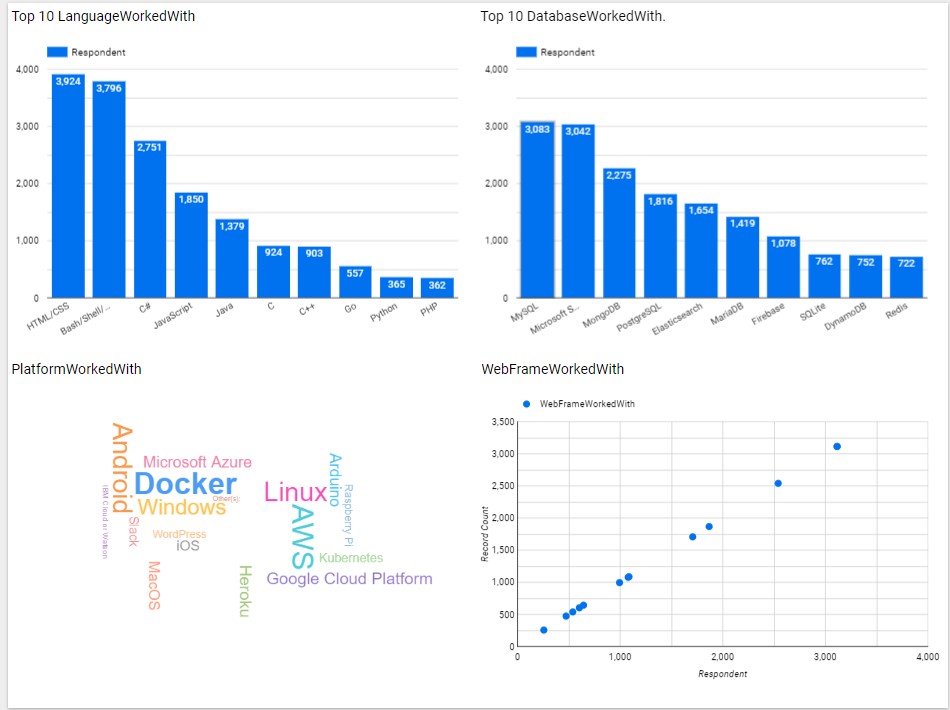 Top 10 LanguageWorkedWith
Respondent
4,000
3,000
2,000
1,000
0
3,924
3,796
2,751
1,850
1,379
924
903
557
365
362
HTML/CSS
Bash/Shell/...
C#
JavaScript
Java
C
C++
Go
Python
PHP
Top 10 DatabaseWorkedWith.
Respondent
4,000
3,000
2,000
1,000
0
3,083
3,042
2,275
1,816
1,654
1,419
1,078
762
752
722
MySQL
Microsoft S...
MongoDB
PostgreSQL
Elasticsearch
MariaDB
Firebase
SQLite
DynamoDB
Redis
PlatformWorkedWith
Android
Microsoft Azure
Docker
Other(s):
Windows
IBM Cloud or Watson
Slack
WordPress
iOS
MacOS
Linux
Arduino
Raspberry Pi
AWS
Kubernetes
Google Cloud Platform
Heroku
WebFrameWorkedWith
WebFrameWorkedWith
Record Count
3,500
3,000
2,500
2,000
1,500
1,000
500
0
0
1,000
2,000
3,000
4,000
Respondent